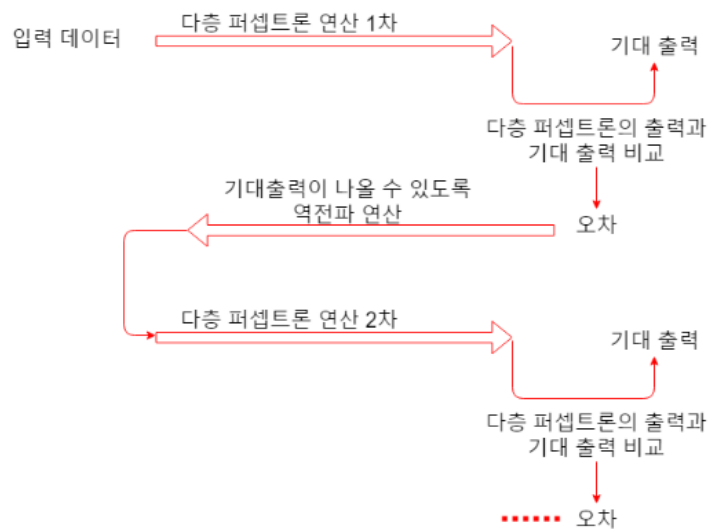 다층 퍼셉트론 연산 1차
입력 데이터
기대 출력
다층 퍼셉트론의 출력과
기대 출력 비교
기대출력이 나올 수 있도록
역전파 연산
오차
다층 퍼셉트론 연산 2차
기대 출력
다층 퍼셉트론의 출력과
기대 출력 비교
오차